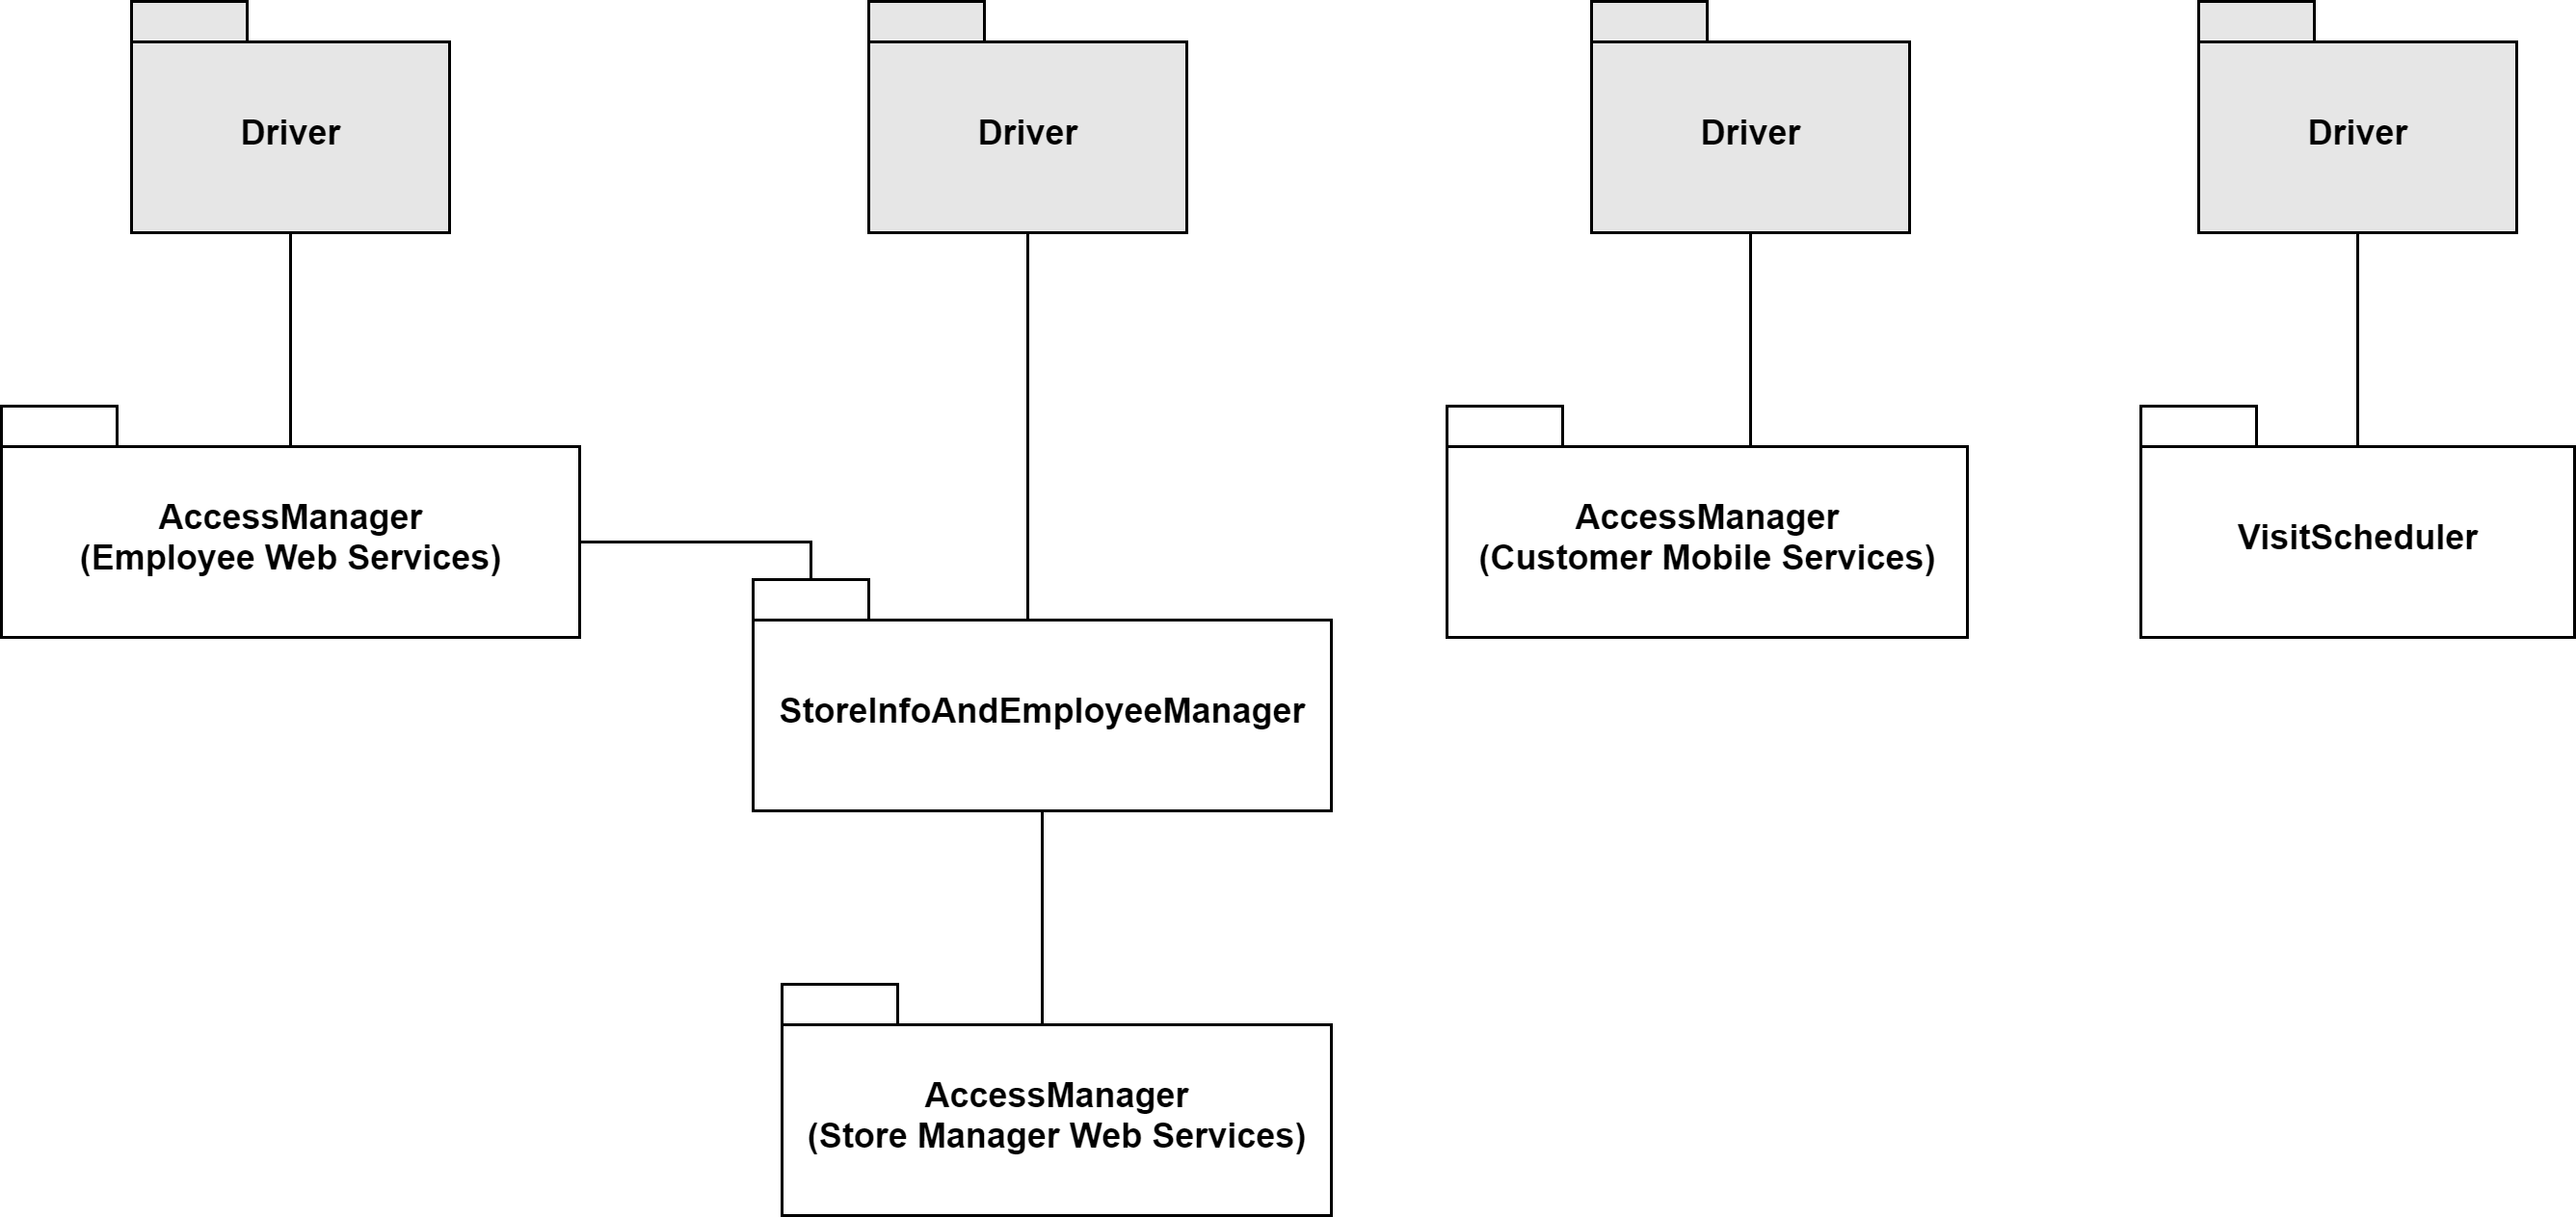 Driver
Driver
Driver
Driver
AccessManager
(Employee Web Services)
AccessManager
(Customer Mobile Services)
VisitScheduler
StoreInfoAndEmployeeManager
AccessManager
(Store Manager Web Services)